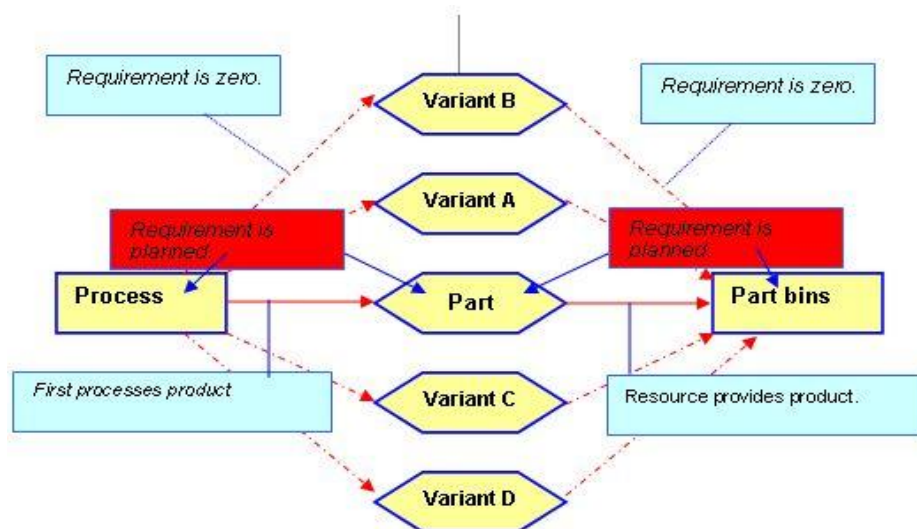 Requirement is zero.
Variant B
Requirement is zero.
Variant A
Requirement is
planned.
Requirement is
planned.
Process
Part
Part bins
First processes product
Variant C
Resource provides product.
Variant D